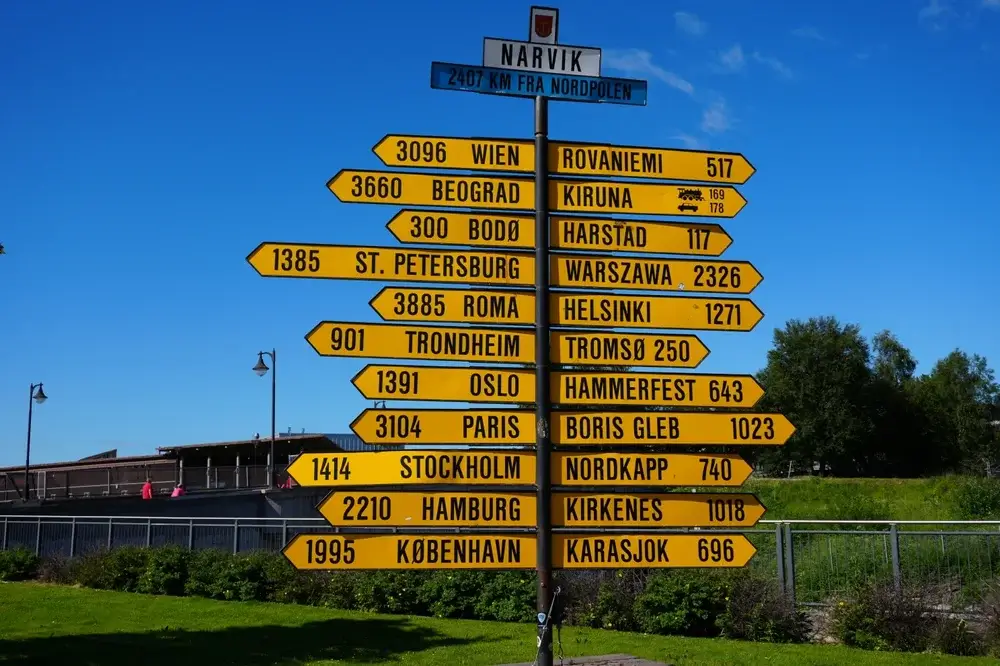 NARVIK
2407 KM FRA NORDPOLEN
3096 WIEN
ROVANIEMI 517
3660 BEOGRAD
KIRUNA 169
178
300 BODØ
HARSTAD 117
1385 ST. PETERSBURG
WARSZAWA 2326
3885 ROMA
HELSINKI 1271
901 TRONDHEIM
TROMSØ 250
1391 OSLO
HAMMERFEST 643
3104 PARIS
BORIS GLEB 1023
1414 STOCKHOLM
NORDKAPP 740
2210 HAMBURG
KIRKENES 1018
1995 KØBENHAVN
KARASJOK 696